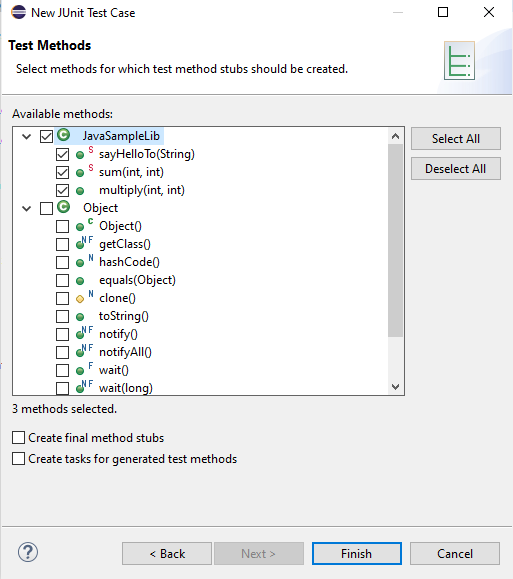 New JUnit Test Case
Test Methods
Select methods for which test method stubs should be created.
Available methods:
JavaSampleLib
S sayHelloTo(String)
S sum(int, int)
multiply(int, int)
Object
C Object()
NF getClass()
N hashCode()
equals(Object)
N clone()
toString()
NF notify()
NF notifyAll()
F wait()
NF wait(long)
Select All
Deselect All
3 methods selected.
Create final method stubs
Create tasks for generated test methods
? < Back Next > Finish Cancel